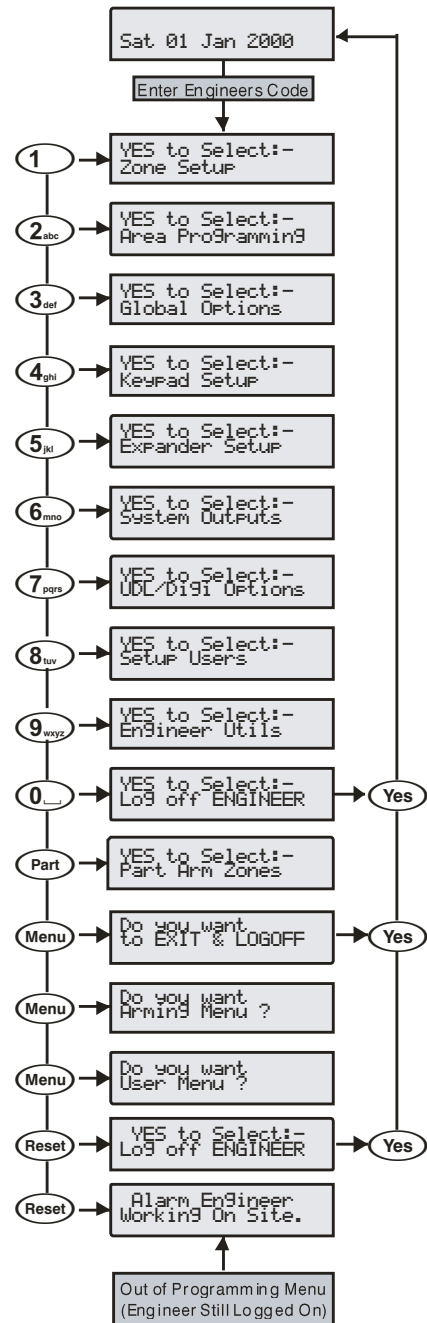 Sat 01 Jan 2000
Enter Engineers Code
1
YES to Select:-
Zone Setup
2abc
YES to Select:-
Area Programming
3def
YES to Select:-
Global Options
4ghi
YES to Select:-
Keypad Setup
5jkl
YES to Select:-
Expander Setup
6mno
YES to Select:-
System Outputs
7pqrs
YES to Select:-
UDL/Digi Options
8tuv
YES to Select:-
Setup Users
9wxyz
YES to Select:-
Engineer Utils
0
YES to Select:-
Log off ENGINEER
Yes
Part
YES to Select:-
Part Arm Zones
Menu
Do you want
to EXIT & LOGOFF
Yes
Menu
Do you want
Arming Menu ?
Menu
Do you want
User Menu ?
Reset
YES to Select:-
Log off ENGINEER
Yes
Reset
Alarm Engineer
Working On Site.
Out of Programming Menu
(Engineer Still Logged On)